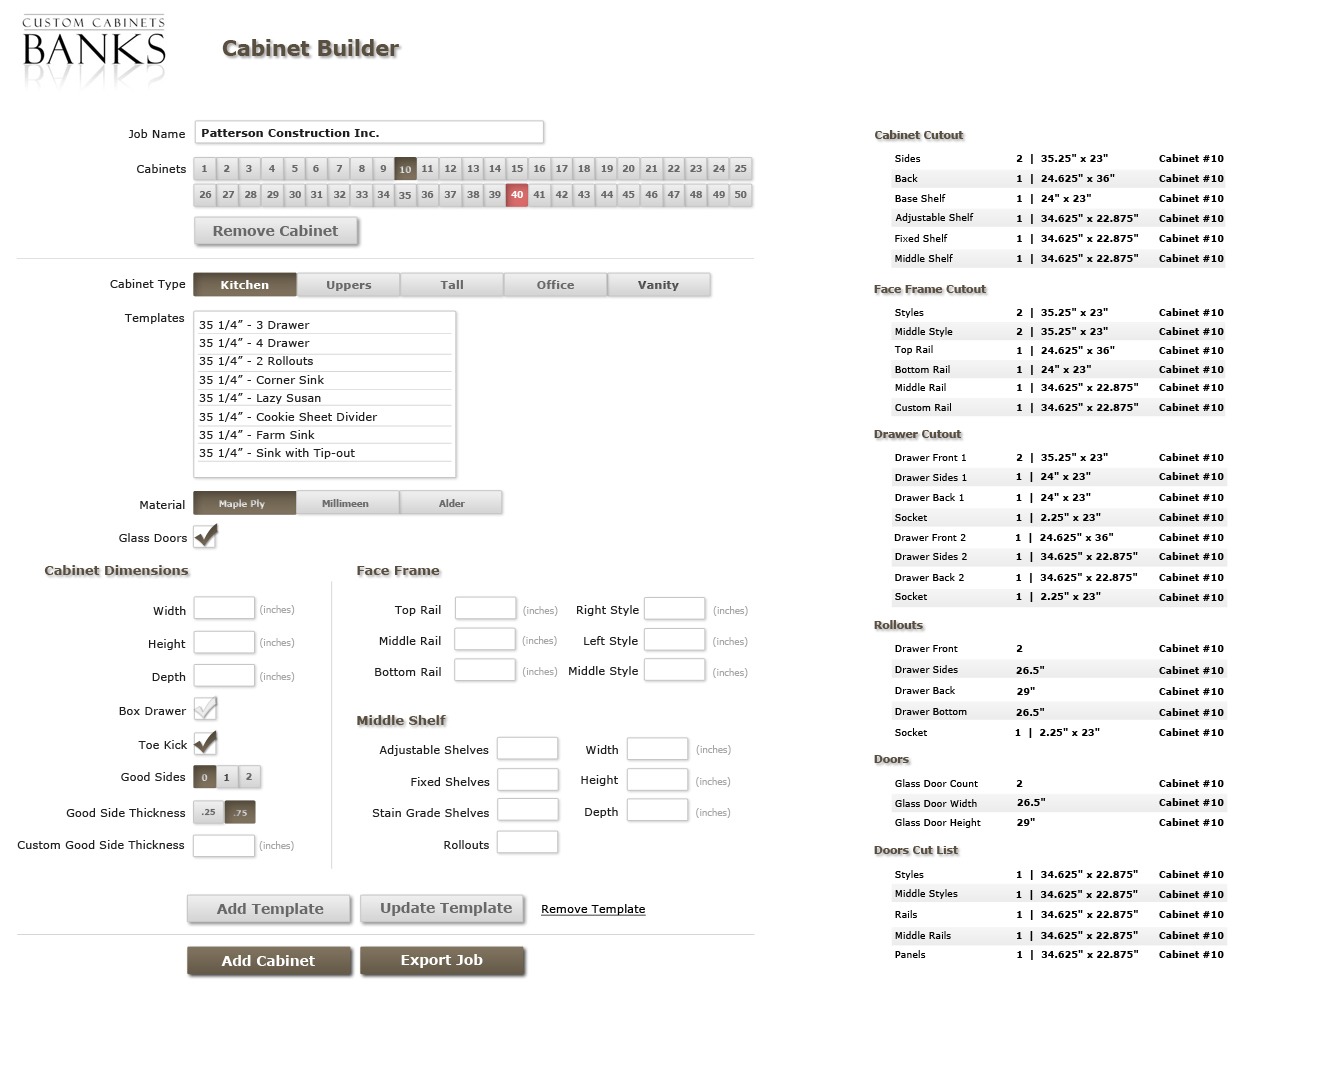 CUSTOM CABINETS
BANKS
Cabinet Builder
Job Name Patterson Construction Inc.
Cabinets 1 2 3 4 5 6 7 8 9 10 11 12 13 14 15 16 17 18 19 20 21 22 23 24 25
26 27 28 29 30 31 32 33 34 35 36 37 38 39 40 41 42 43 44 45 46 47 48 49 50
Remove Cabinet
Cabinet Type Kitchen Uppers Tall Office Vanity
Templates
35 1/4” - 3 Drawer
35 1/4” - 4 Drawer
35 1/4” - 2 Rollouts
35 1/4” - Corner Sink
35 1/4” - Lazy Susan
35 1/4” - Cookie Sheet Divider
35 1/4” - Farm Sink
35 1/4” - Sink with Tip-out
Material Maple Ply Millimeen Alder
Glass Doors
Cabinet Dimensions
Width (inches)
Height (inches)
Depth (inches)
Box Drawer
Toe Kick
Good Sides 0 1 2
Good Side Thickness .25 .75
Custom Good Side Thickness (inches)
Face Frame
Top Rail (inches) Right Style (inches)
Middle Rail (inches) Left Style (inches)
Bottom Rail (inches) Middle Style (inches)
Middle Shelf
Adjustable Shelves Width (inches)
Fixed Shelves Height (inches)
Stain Grade Shelves Depth (inches)
Rollouts
Add Template Update Template Remove Template
Add Cabinet Export Job
Cabinet Cutout
Sides 2 | 35.25" x 23" Cabinet #10
Back 1 | 24.625" x 36" Cabinet #10
Base Shelf 1 | 24" x 23" Cabinet #10
Adjustable Shelf 1 | 34.625" x 22.875" Cabinet #10
Fixed Shelf 1 | 34.625" x 22.875" Cabinet #10
Middle Shelf 1 | 34.625" x 22.875" Cabinet #10
Face Frame Cutout
Styles 2 | 35.25" x 23" Cabinet #10
Middle Style 2 | 35.25" x 23" Cabinet #10
Top Rail 1 | 24.625" x 36" Cabinet #10
Bottom Rail 1 | 24" x 23" Cabinet #10
Middle Rail 1 | 34.625" x 22.875" Cabinet #10
Custom Rail 1 | 34.625" x 22.875" Cabinet #10
Drawer Cutout
Drawer Front 1 2 | 35.25" x 23" Cabinet #10
Drawer Sides 1 1 | 24" x 23" Cabinet #10
Drawer Back 1 1 | 24" x 23" Cabinet #10
Socket 1 | 2.25" x 23" Cabinet #10
Drawer Front 2 1 | 24.625" x 36" Cabinet #10
Drawer Sides 2 1 | 34.625" x 22.875" Cabinet #10
Drawer Back 2 1 | 34.625" x 22.875" Cabinet #10
Socket 1 | 2.25" x 23" Cabinet #10
Rollouts
Drawer Front 2 Cabinet #10
Drawer Sides 26.5" Cabinet #10
Drawer Back 29" Cabinet #10
Drawer Bottom 26.5" Cabinet #10
Socket 1 | 2.25" x 23" Cabinet #10
Doors
Glass Door Count 2 Cabinet #10
Glass Door Width 26.5" Cabinet #10
Glass Door Height 29" Cabinet #10
Doors Cut List
Styles 1 | 34.625" x 22.875" Cabinet #10
Middle Styles 1 | 34.625" x 22.875" Cabinet #10
Rails 1 | 34.625" x 22.875" Cabinet #10
Middle Rails 1 | 34.625" x 22.875" Cabinet #10
Panels 1 | 34.625" x 22.875" Cabinet #10